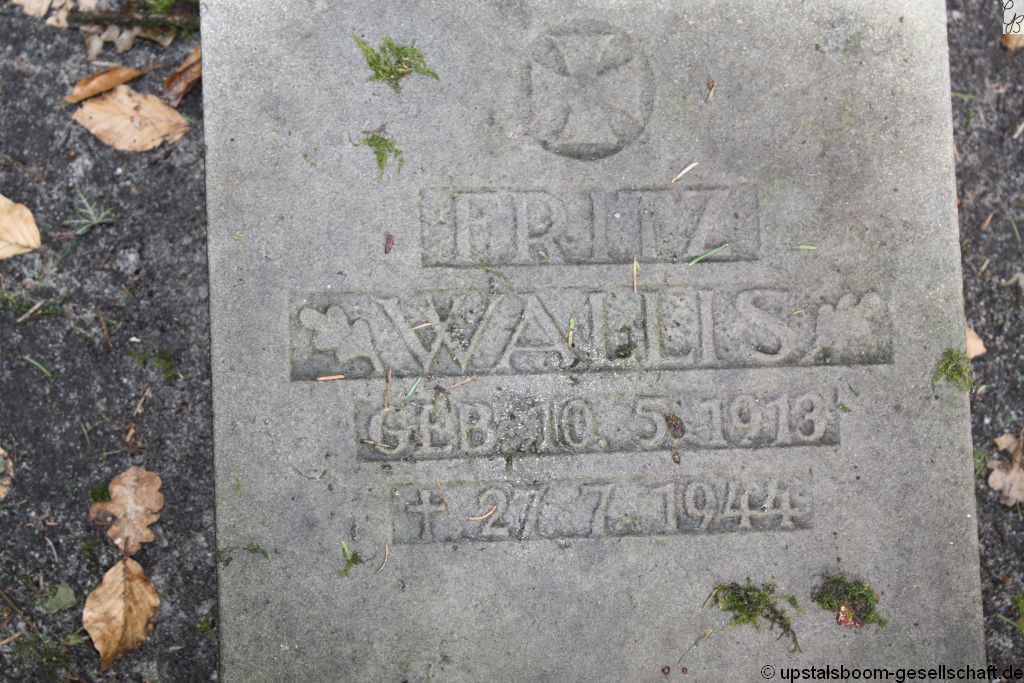 FRITZ
WALLIS
GEB. 10. 5. 1913
† 27. 7. 1944
© upstalsboom-gesellschaft.de